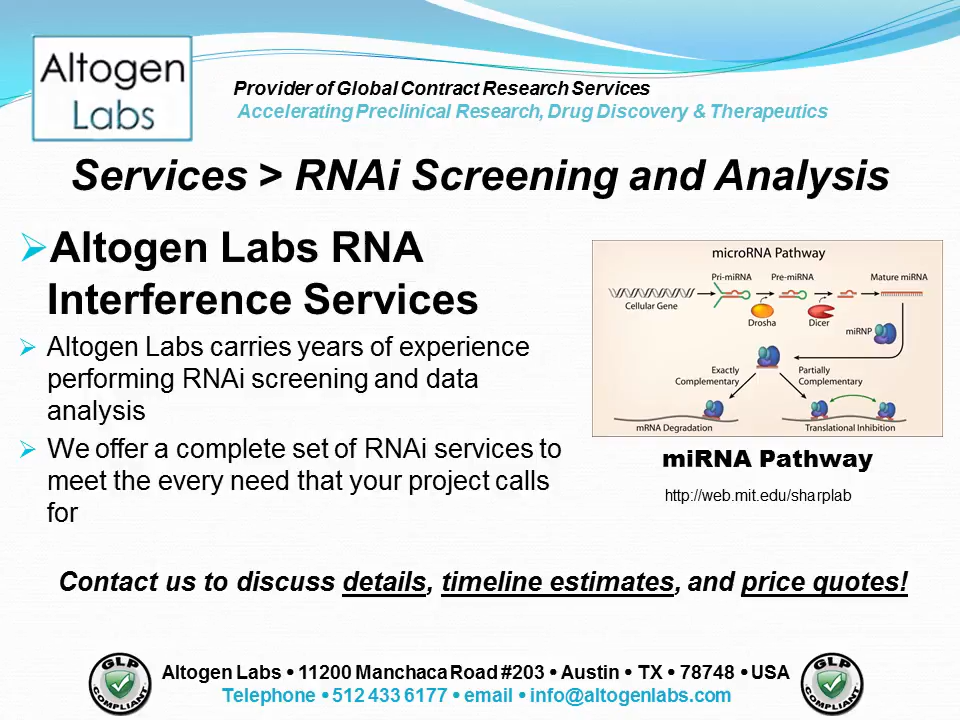 Altogen
Labs
Provider of Global Contract Research Services
Accelerating Preclinical Research, Drug Discovery & Therapeutics
Services > RNAi Screening and Analysis
Altogen Labs RNA
Interference Services
Altogen Labs carries years of experience
performing RNAi screening and data
analysis
We offer a complete set of RNAi services to
meet the every need that your project calls
for
microRNA Pathway
Pri-miRNA
Pre-miRNA
Mature miRNA
Cellular Gene
Drosha
Dicer
miRNP
Exactly
Complementary
Partially
Complementary
mRNA Degradation
Translational Inhibition
miRNA Pathway
http://web.mit.edu/sharplab
Contact us to discuss details, timeline estimates, and price quotes!
GLP
COMPLIANT
Altogen Labs • 11200 Manchaca Road #203 • Austin • TX • 78748 • USA
Telephone • 512 433 6177 • email • info@altogenlabs.com
GLP
COMPLIANT